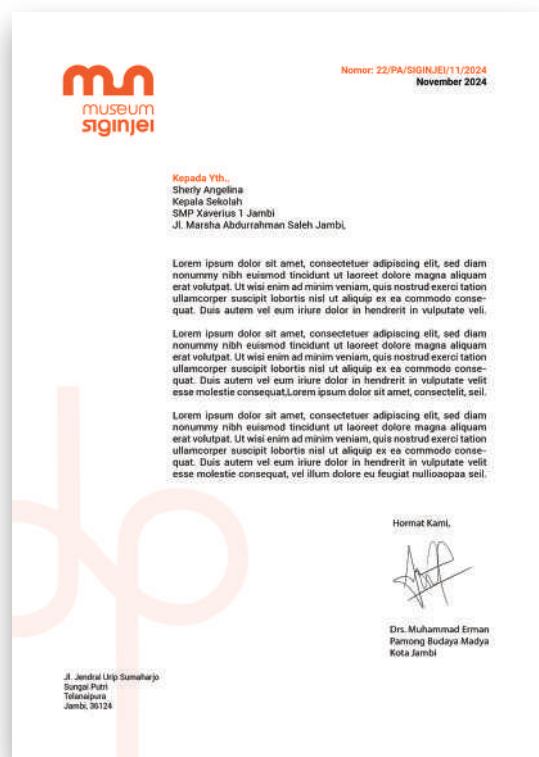 museum
siginjei
Nomor: 22/PA/SIGINJEI/11/2024
November 2024
Kepada Yth..
Sherly Angelina
Kepala Sekolah
SMP Xaverius 1 Jambi
Jl. Marsha Abdurrahman Saleh Jambi,
Lorem ipsum dolor sit amet, consectetuer adipiscing elit, sed diam
nonummy nibh euismod tincidunt ut laoreet dolore magna aliquam
erat volutpat. Ut wisi enim ad minim veniam, quis nostrud exerci tation
ullamcorper suscipit lobortis nisl ut aliquip ex ea commodo conse-
quat. Duis autem vel eum iriure dolor in hendrerit in vulputate veli.
Lorem ipsum dolor sit amet, consectetuer adipiscing elit, sed diam
nonummy nibh euismod tincidunt ut laoreet dolore magna aliquam
erat volutpat. Ut wisi enim ad minim veniam, quis nostrud exerci tation
ullamcorper suscipit lobortis nisl ut aliquip ex ea commodo conse-
quat. Duis autem vel eum iriure dolor in hendrerit in vulputate velit
esse molestie consequat,Lorem ipsum dolor sit amet, consectelit, seil.
Lorem ipsum dolor sit amet, consectetuer adipiscing elit, sed diam
nonummy nibh euismod tincidunt ut laoreet dolore magna aliquam
erat volutpat. Ut wisi enim ad minim veniam, quis nostrud exerci tation
ullamcorper suscipit lobortis nisl ut aliquip ex ea commodo conse-
quat. Duis autem vel eum iriure dolor in hendrerit in vulputate velit
esse molestie consequat, vel illum dolore eu feugiat nullioaopaa seil.
Hormat Kami,
Drs. Muhammad Erman
Pamong Budaya Madya
Kota Jambi
Jl. Jendral Urip Sumaharjo
Sungai Putri
Telanaipura
Jambi, 36124